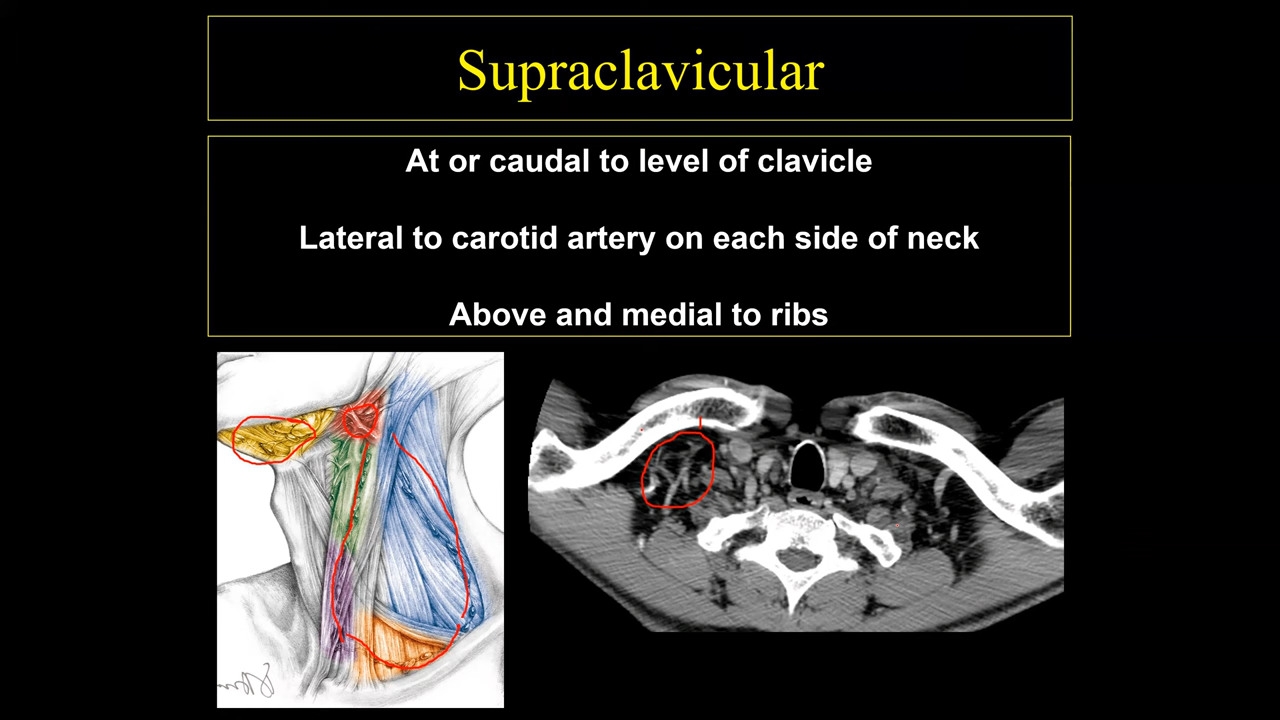 Supraclavicular
At or caudal to level of clavicle
Lateral to carotid artery on each side of neck
Above and medial to ribs